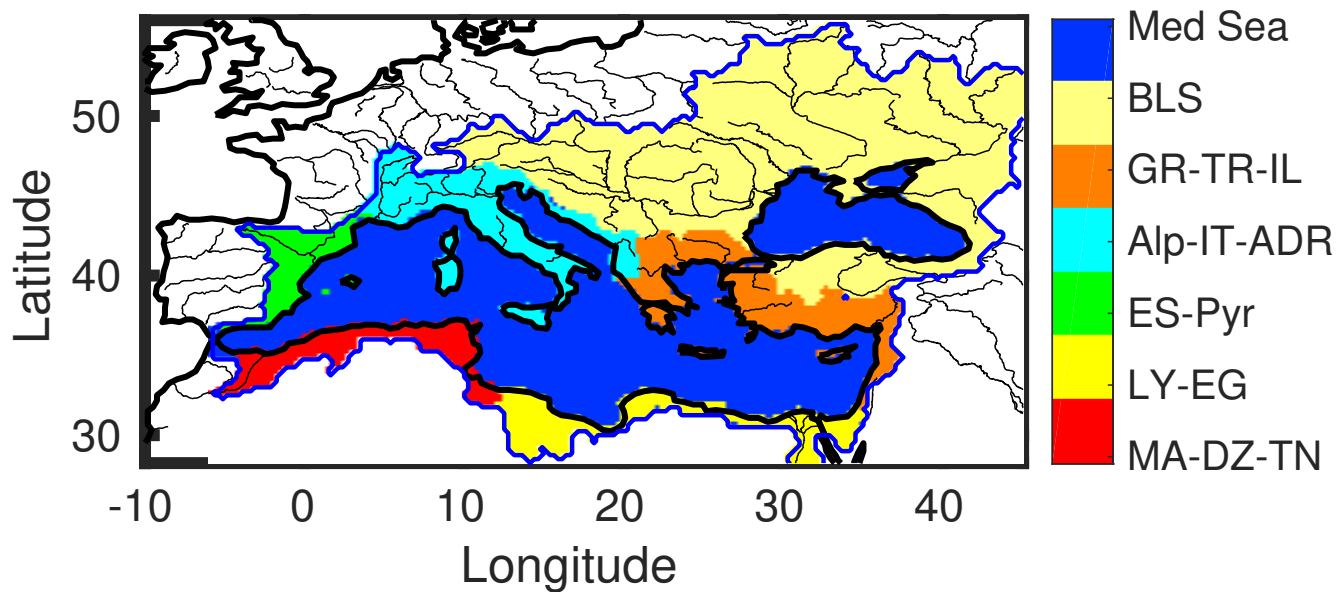 Latitude
50
40
30
-10 0 10 20 30 40
Longitude
Med Sea
BLS
GR-TR-IL
Alp-IT-ADR
ES-Pyr
LY-EG
MA-DZ-TN